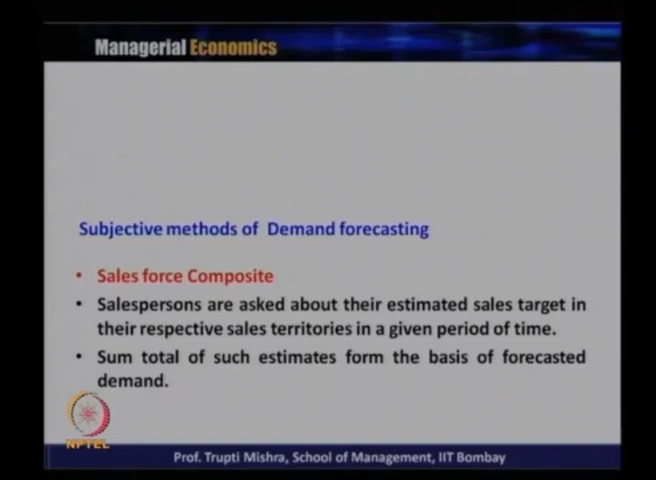 Managerial Economics
Subjective methods of Demand forecasting
• Sales force Composite
• Salespersons are asked about their estimated sales target in
their respective sales territories in a given period of time.
• Sum total of such estimates form the basis of forecasted
demand.
NPTEL
Prof. Trupti Mishra, School of Management, IIT Bombay